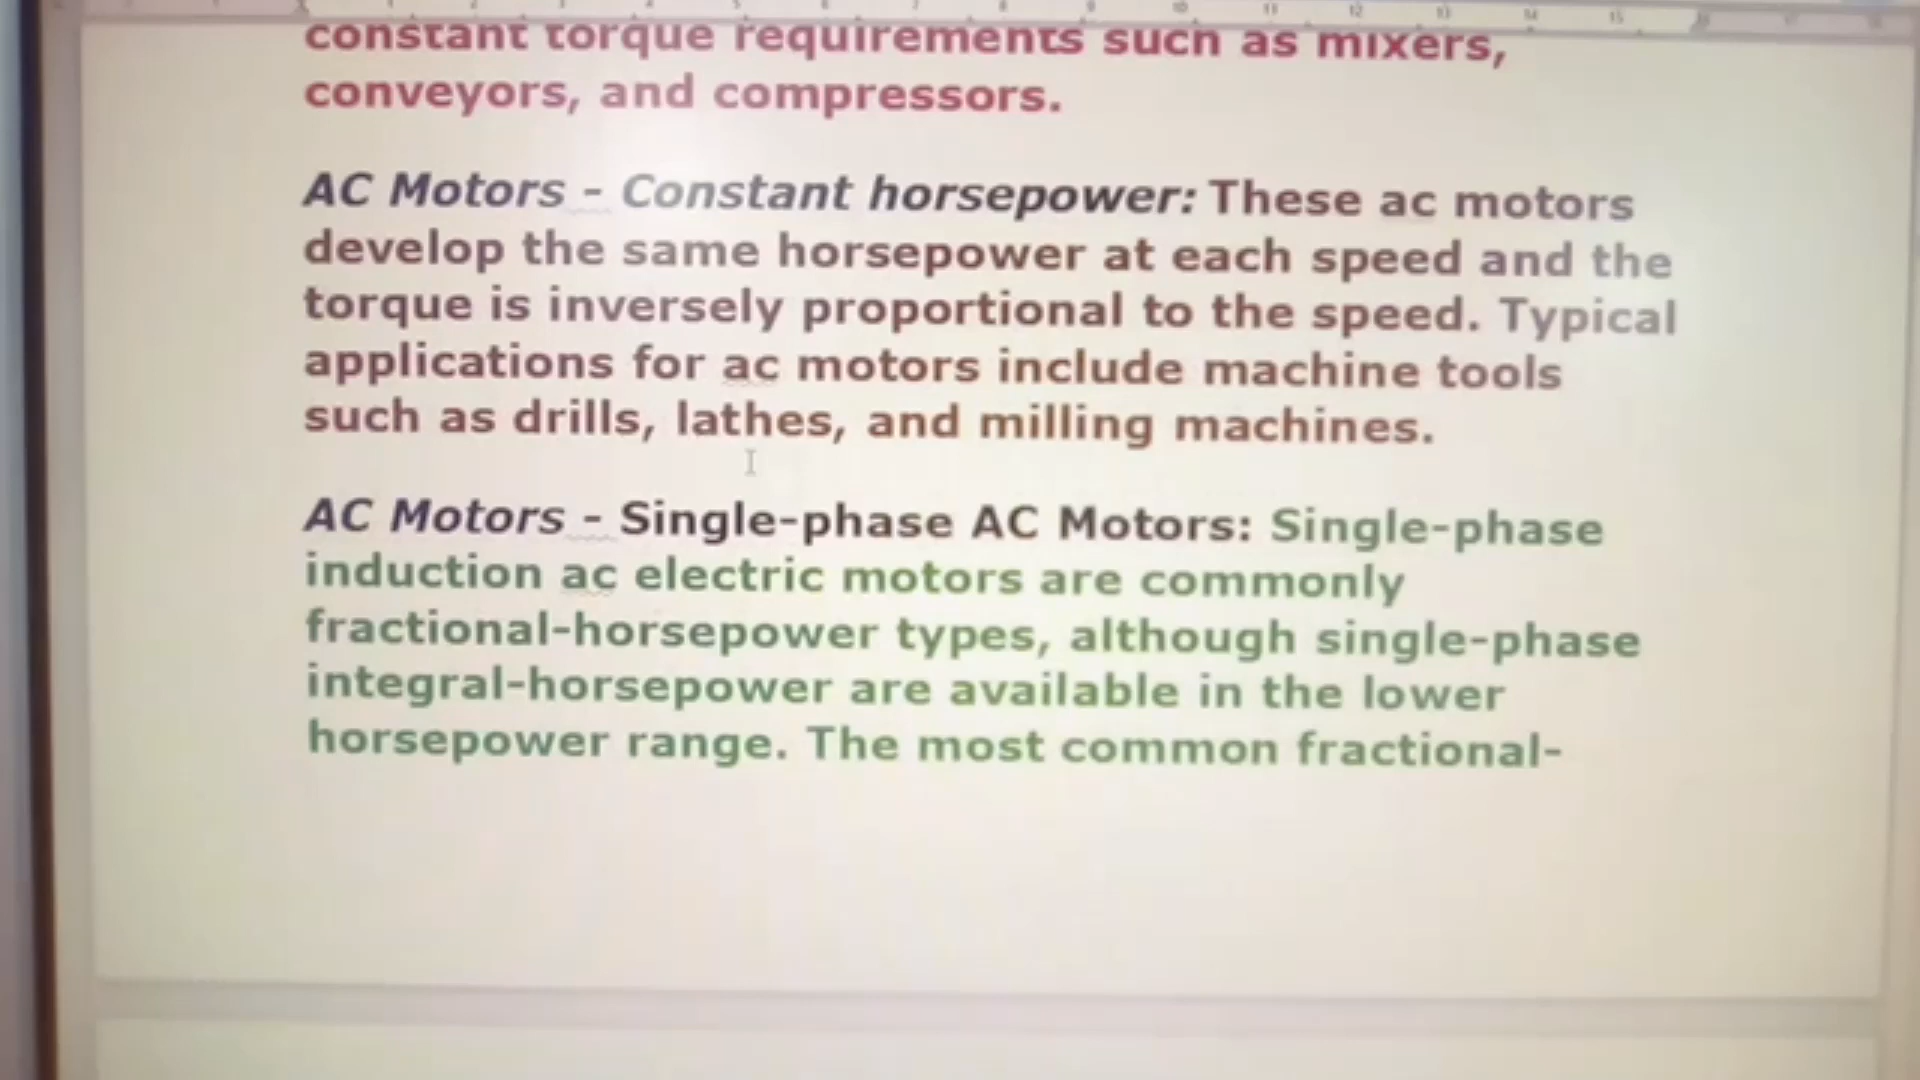 constant torque requirements such as mixers,
conveyors, and compressors.
AC Motors - Constant horsepower: These ac motors
develop the same horsepower at each speed and the
torque is inversely proportional to the speed. Typical
applications for ac motors include machine tools
such as drills, lathes, and milling machines.
AC Motors - Single-phase AC Motors: Single-phase
induction ac electric motors are commonly
fractional-horsepower types, although single-phase
integral-horsepower are available in the lower
horsepower range. The most common fractional-